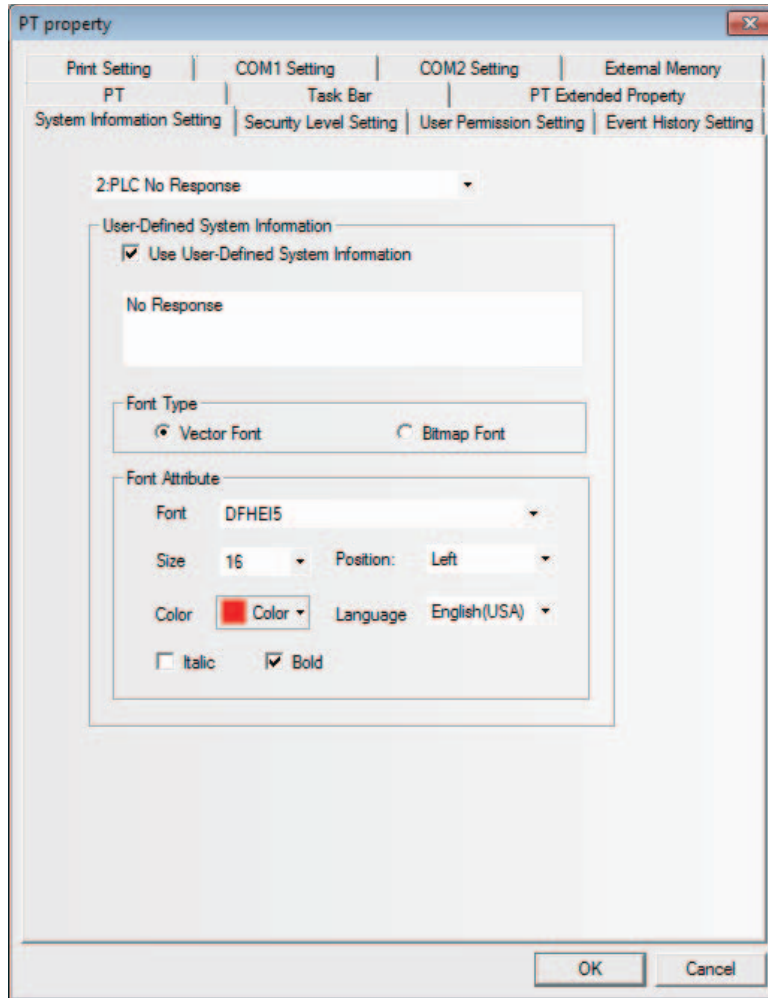 PT property
Print Setting COM1 Setting COM2 Setting External Memory
PT Task Bar PT Extended Property
System Information Setting Security Level Setting User Permission Setting Event History Setting
2:PLC No Response
User-Defined System Information
Use User-Defined System Information
No Response
Font Type
Vector Font Bitmap Font
Font Attribute
Font DFHEI5
Size 16 Position: Left
Color Color Language English(USA)
Italic Bold
OK Cancel